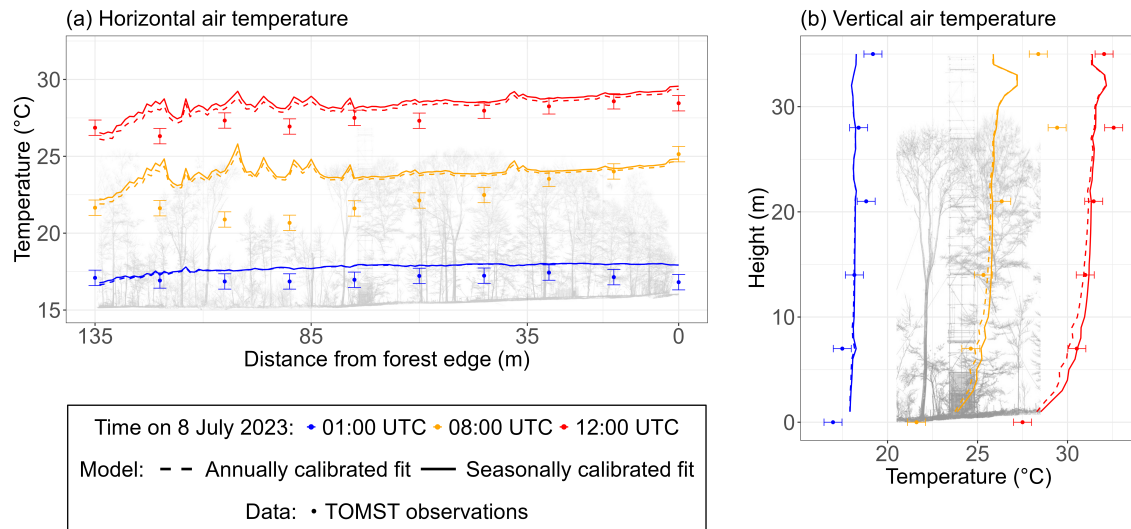 (a) Horizontal air temperature
Temperature (°C)
30
25
20
15
135
85
35
0
Distance from forest edge (m)
(b) Vertical air temperature
Height (m)
30
20
10
0
20
25
30
Temperature (°C)
Time on 8 July 2023: 01:00 UTC 08:00 UTC 12:00 UTC
Model: Annually calibrated fit Seasonally calibrated fit
Data: TOMST observations